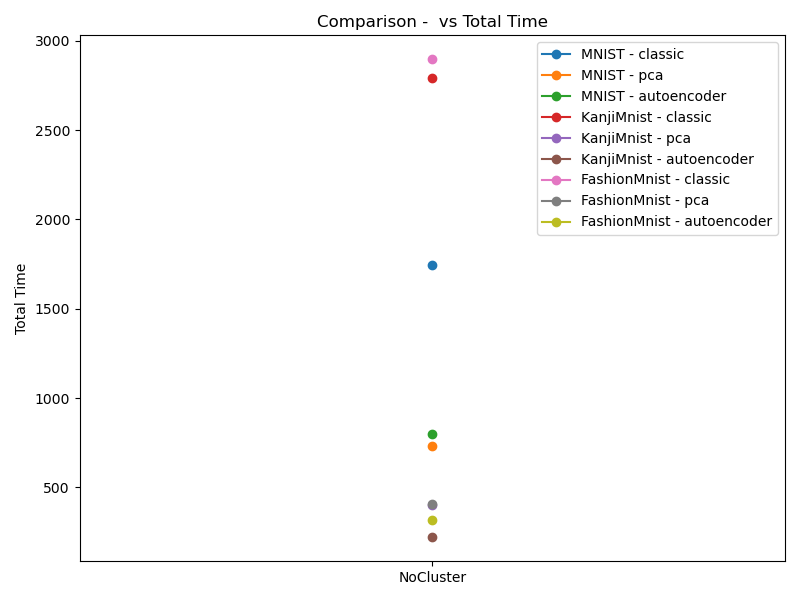 Comparison -  vs Total Time
3000
2500
2000
1500
1000
500
Total Time
NoCluster
MNIST - classic
MNIST - pca
MNIST - autoencoder
KanjiMnist - classic
KanjiMnist - pca
KanjiMnist - autoencoder
FashionMnist - classic
FashionMnist - pca
FashionMnist - autoencoder